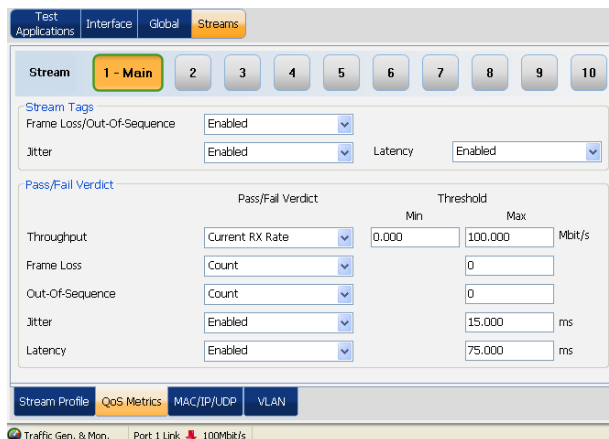 Test Applications Interface Global Streams
Stream 1 - Main 2 3 4 5 6 7 8 9 10
Stream Tags
Frame Loss/Out-Of-Sequence Enabled
Jitter Enabled Latency Enabled
Pass/Fail Verdict
Pass/Fail Verdict Threshold
Min Max
Throughput Current RX Rate 0.000 100.000 Mbit/s
Frame Loss Count 0
Out-Of-Sequence Count 0
Jitter Enabled 15.000 ms
Latency Enabled 75.000 ms
Stream Profile QoS Metrics MAC/IP/UDP VLAN
Traffic Gen. & Mon. Port 1 Link 100Mbit/s